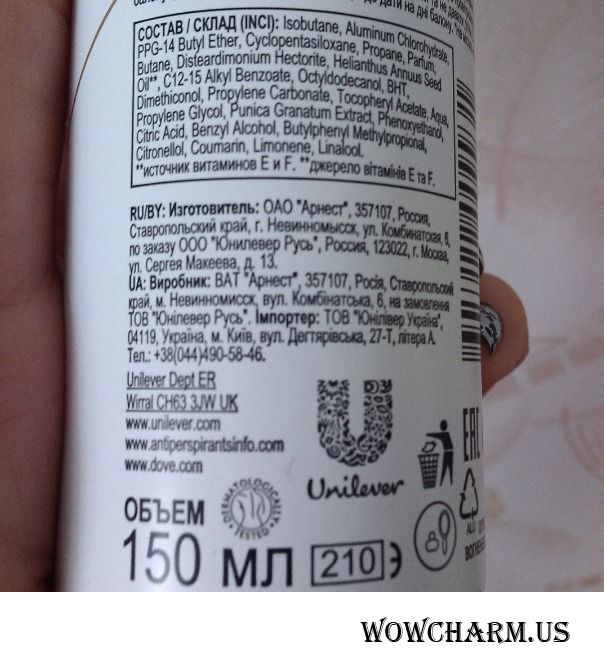 дати на дні балону.
СОСТАВ / СКЛАД (INCI): Isobutane, Aluminum Chlorohydrate,
PPG-14 Butyl Ether, Cyclopentasiloxane, Propane, Parfum,
Butane, Disteardimonium Hectorite, Helianthus Annuus Seed
Oil**, C12-15 Alkyl Benzoate, Octyldodecanol, BHT,
Dimethiconol, Propylene Carbonate, Tocopheryl Acetate, Aqua,
Propylene Glycol, Punica Granatum Extract, Phenoxyethanol,
Citric Acid, Benzyl Alcohol, Butylphenyl Methylpropional,
Citronellol, Coumarin, Limonene, Linalool.
**источник витаминов Е и F. **джерело вітамінів Е та F.
RU/BY: Изготовитель: ОАО "Арнест", 357107, Россия,
Ставропольский край, г. Невинномысск, ул. Комбинатская, 6,
по заказу ООО "Юнилевер Русь", Россия, 123022, г. Москва,
ул. Сергея Макеева, д. 13.
UA: Виробник: ВАТ "Арнест", 357107, Росія, Ставропольский
край, м. Невинномисск, вул. Комбінатська, 6, на замовлення
ТОВ "Юнілевер Русь". Імпортер: ТОВ "Юнілівер Україна",
04119, Україна, м. Київ, вул. Дегтярівська, 27-Т, літера А.
Тел.: +38(044)490-58-46.
Unilever Dept ER
Wirral CH63 3JW UK
www.unilever.com
www.antiperspirantsinfo.com
www.dove.com
Unilever
DERMATOLOGICALLY TESTED
ОБЪЕМ
150 МЛ
210 Э
EAC
ALU
WOWCHARM.US